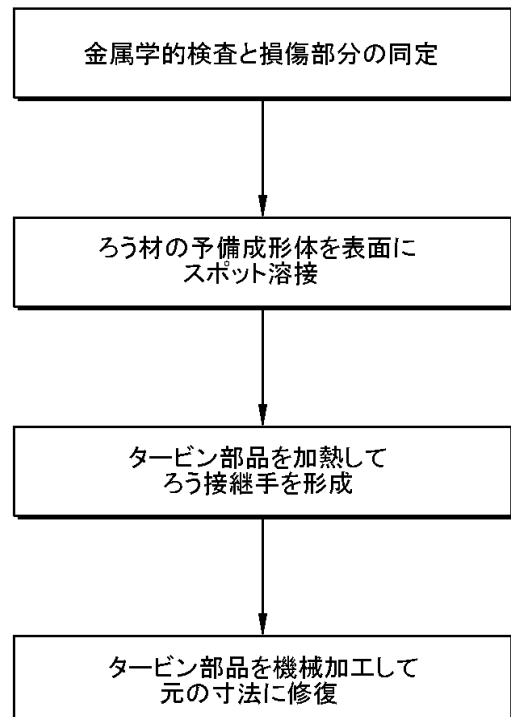 金属学的検査と損傷部分の同定
ろう材の予備成形体を表面に
スポット溶接
タービン部品を加熱して
ろう接継手を形成
タービン部品を機械加工して
元の寸法に修復